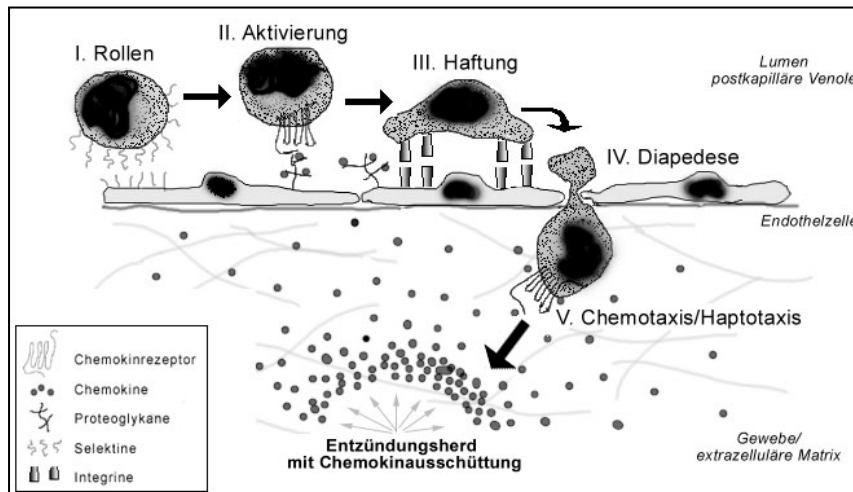 I. Rollen
II. Aktivierung
III. Haftung
Lumen
postkapilläre Venole
IV. Diapedese
Endothelzelle
V. Chemotaxis/Haptotaxis
Chemokinrezeptor
Chemokine
Proteoglykane
Selektine
Integrine
Entzündungsherd
mit Chemokinausschüttung
Gewebe/
extrazelluläre Matrix